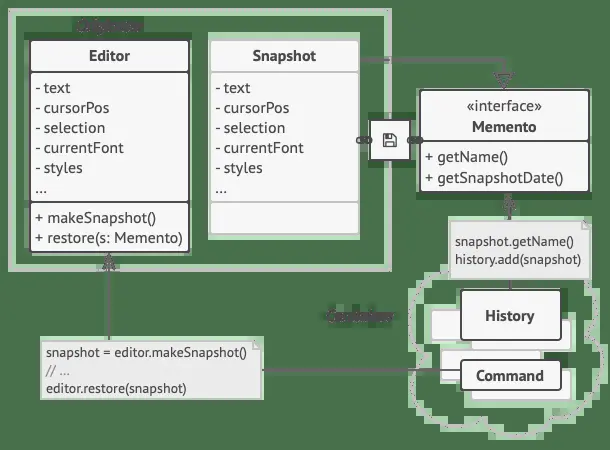 Editor
- text
- cursorPos
- selection
- currentFont
- styles
...
+ makeSnapshot()
+ restore(s: Memento)
Snapshot
- text
- cursorPos
- selection
- currentFont
- styles
...
«interface»
Memento
+ getName()
+ getSnapshotDate()
snapshot.getName()
history.add(snapshot)
History
Command
snapshot = editor.makeSnapshot()
// ...
editor.restore(snapshot)